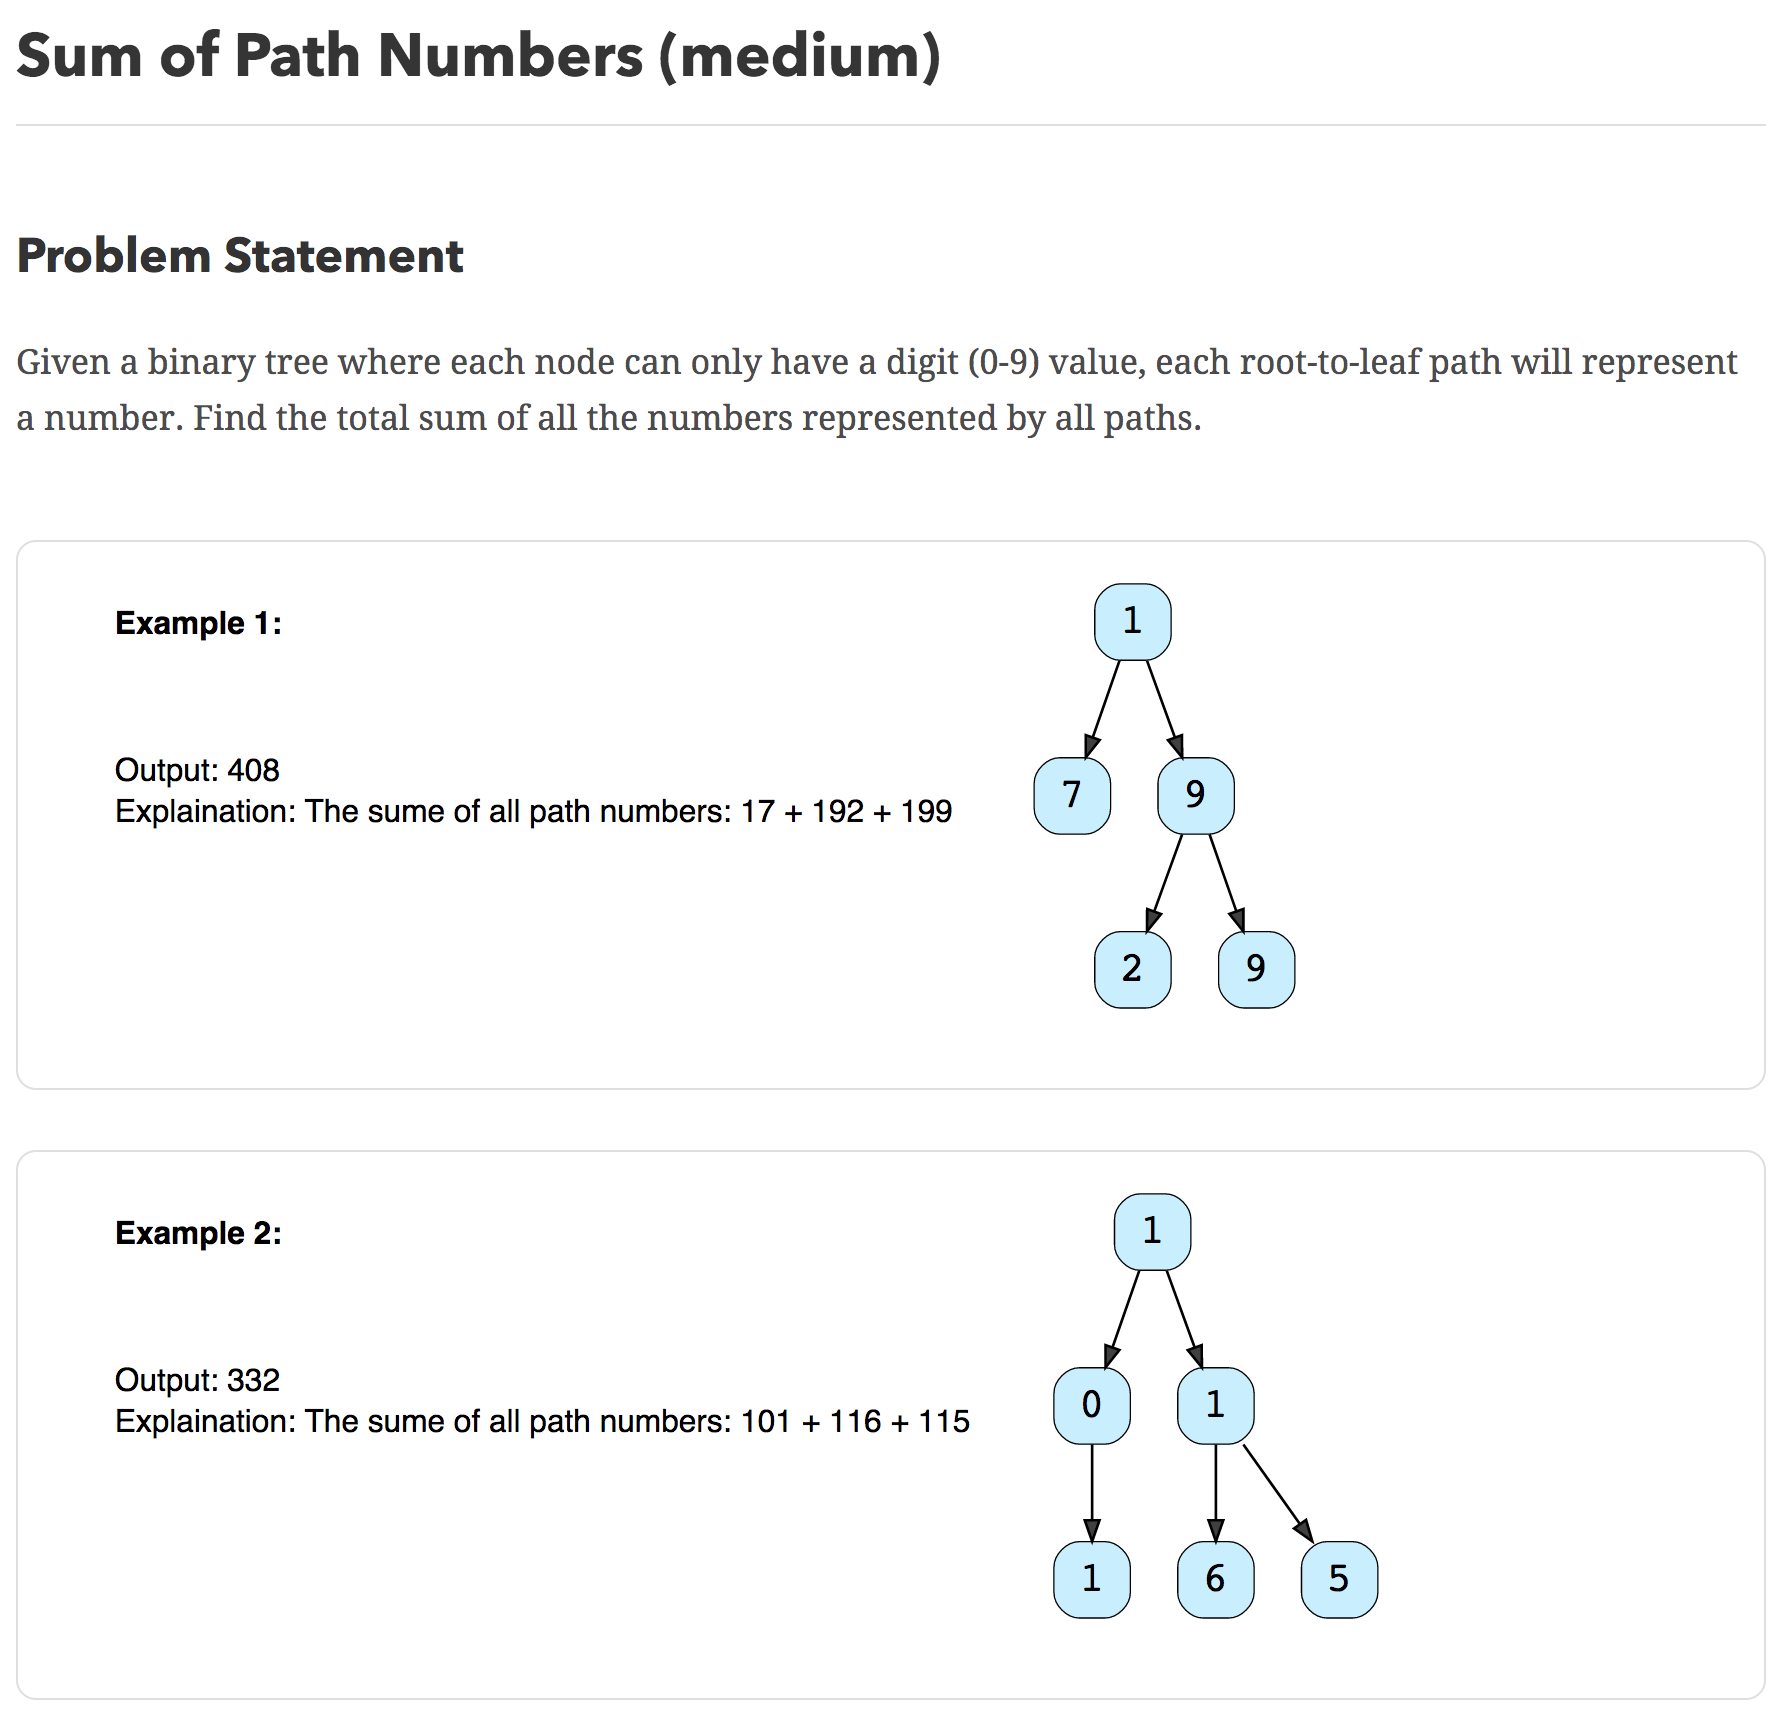 Sum of Path Numbers (medium)
Problem Statement
Given a binary tree where each node can only have a digit (0-9) value, each root-to-leaf path will represent
a number. Find the total sum of all the numbers represented by all paths.
Example 1:
Output: 408
Explaination: The sume of all path numbers: 17 + 192 + 199
1
7 9
2 9
Example 2:
Output: 332
Explaination: The sume of all path numbers: 101 + 116 + 115
1
0 1
1 6 5